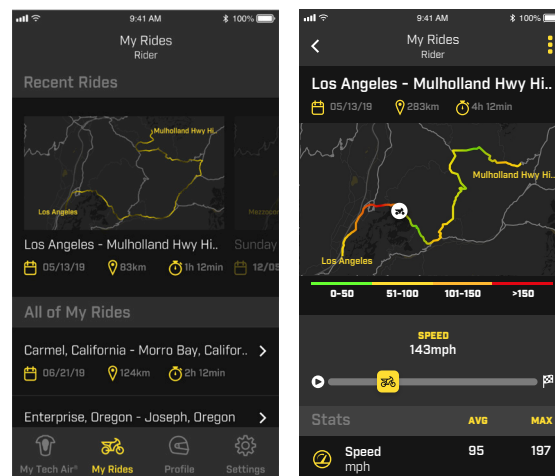 9:41 AM
100%
My Rides
Rider
Recent Rides
Mulholland Hwy Hi..
Los Angeles
Los Angeles - Mulholland Hwy Hi..
Sunday
05/13/19
83km
1h 12min
All of My Rides
Carmel, California - Morro Bay, Califor..
06/21/19
124km
2h 12min
Enterprise, Oregon - Joseph, Oregon
My Tech Air®
My Rides
Profile
Settings
9:41 AM
100%
My Rides
Rider
Los Angeles - Mulholland Hwy Hi..
05/13/19
283km
4h 12min
Mulholland Hwy Hi..
Los Angeles
0-50
51-100
101-150
>150
SPEED
143mph
Stats
AVG
MAX
Speed
95
197
mph